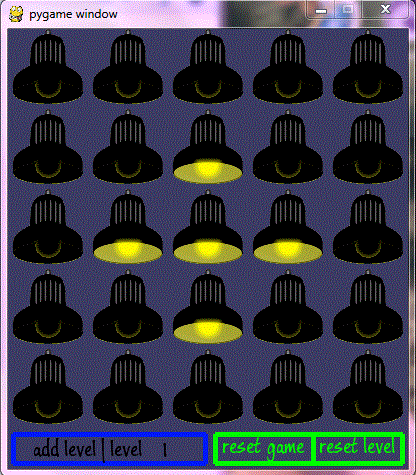 pygame window
add level | level 1
reset game reset level